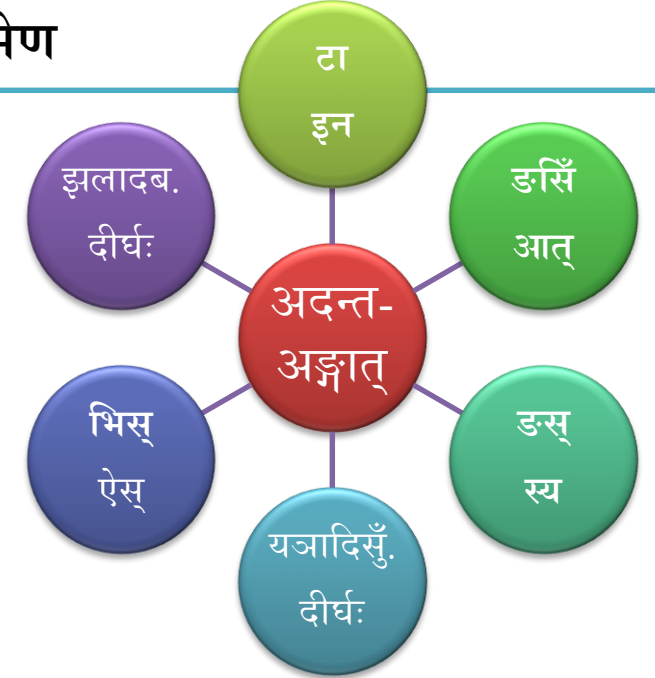 टा
इन
ङसिँ
आत्
ङस्
स्य
यञादिसुँ.
दीर्घः
भिस्
ऐस्
झलादब.
दीर्घः
अदन्त-
अङ्गात्